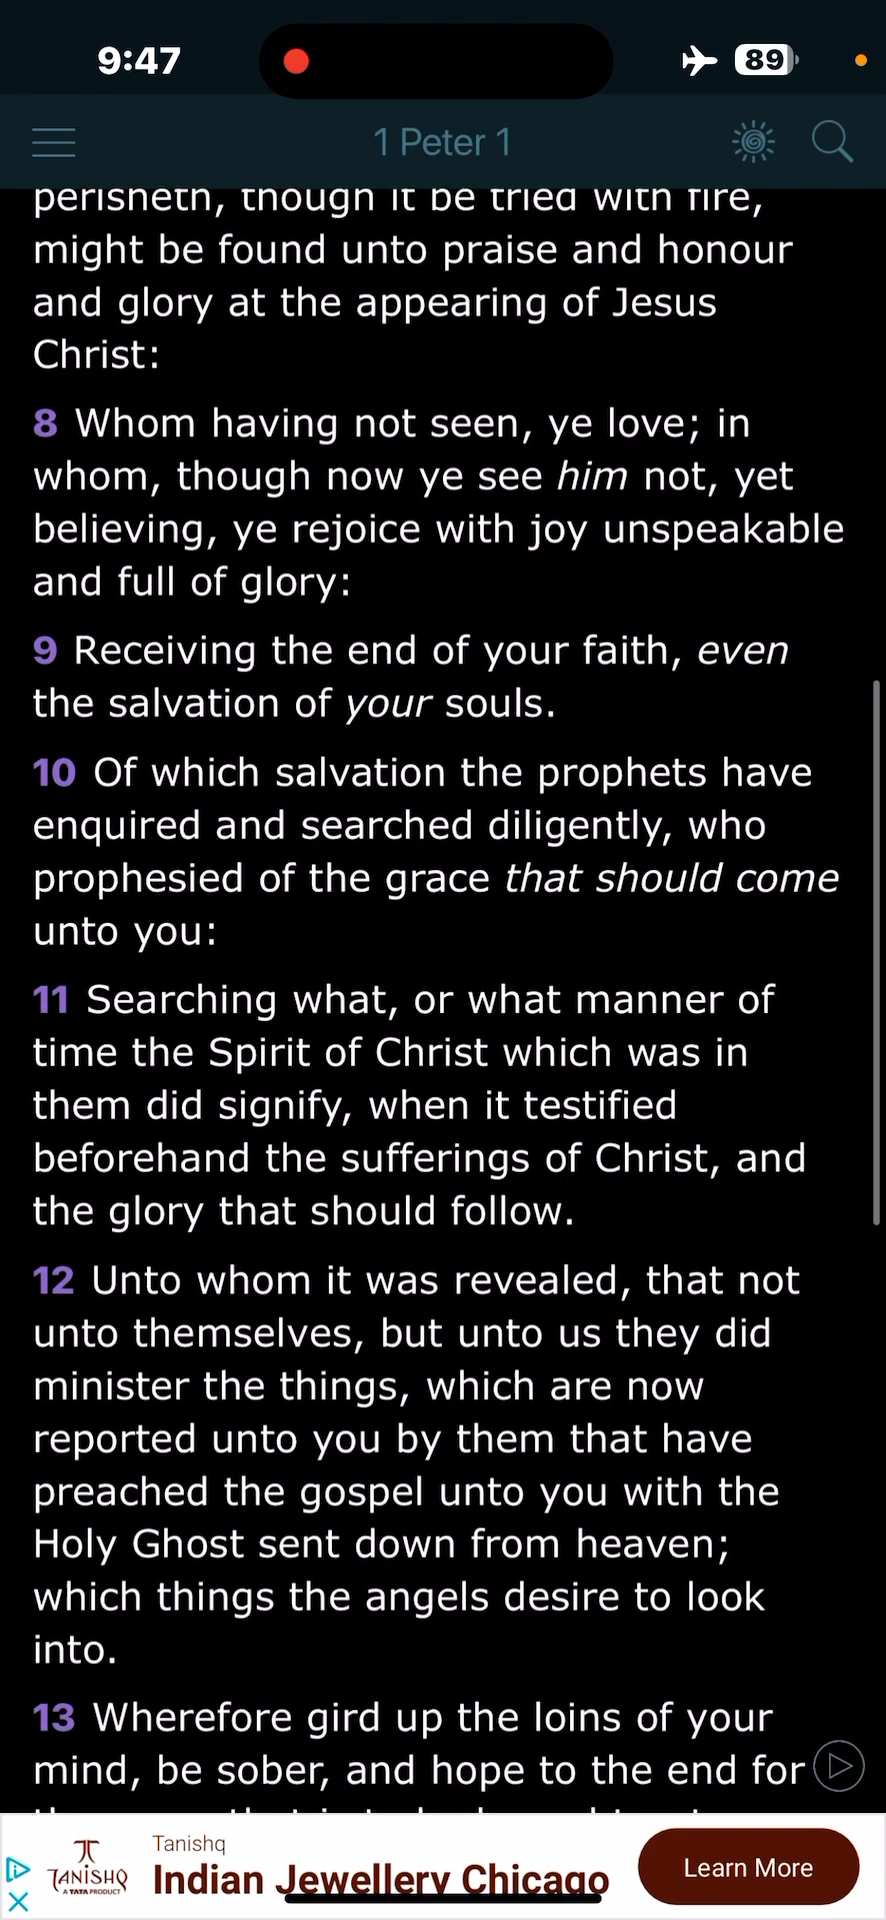 9:47
89
1 Peter 1
perisheth, though it be tried with fire,
might be found unto praise and honour
and glory at the appearing of Jesus
Christ:
8 Whom having not seen, ye love; in
whom, though now ye see him not, yet
believing, ye rejoice with joy unspeakable
and full of glory:
9 Receiving the end of your faith, even
the salvation of your souls.
10 Of which salvation the prophets have
enquired and searched diligently, who
prophesied of the grace that should come
unto you:
11 Searching what, or what manner of
time the Spirit of Christ which was in
them did signify, when it testified
beforehand the sufferings of Christ, and
the glory that should follow.
12 Unto whom it was revealed, that not
unto themselves, but unto us they did
minister the things, which are now
reported unto you by them that have
preached the gospel unto you with the
Holy Ghost sent down from heaven;
which things the angels desire to look
into.
13 Wherefore gird up the loins of your
mind, be sober, and hope to the end for
TANISHQ
A TATA PRODUCT
Tanishq
Indian Jewellery Chicago
Learn More